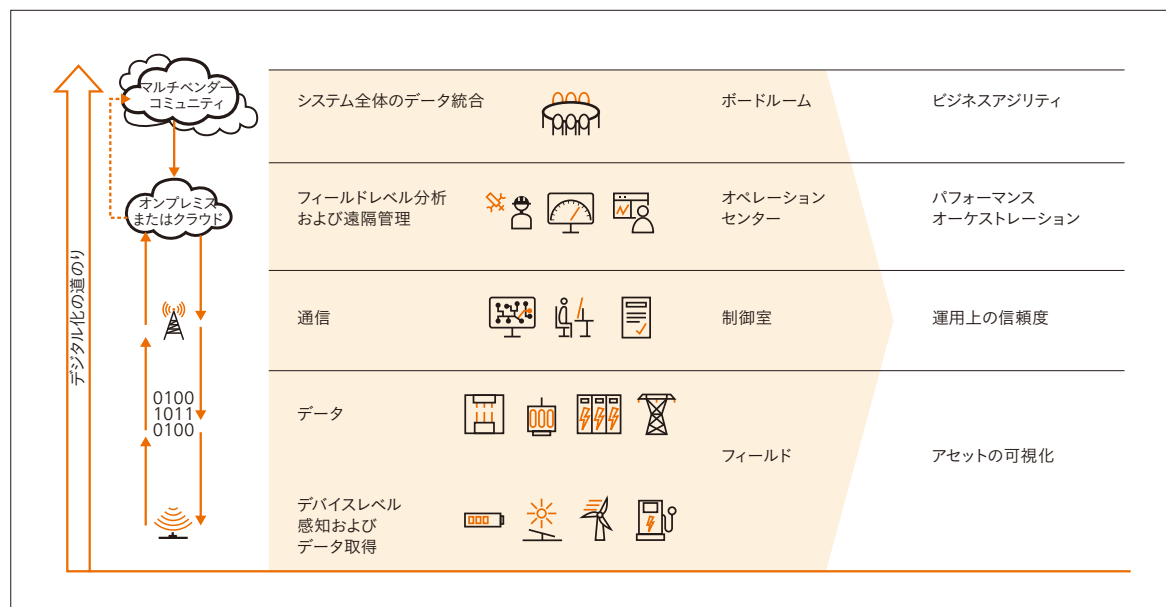 マルチベンダー
コミュニティ
システム全体のデータ統合
ボードルーム
ビジネスアジリティ
オンプレミス
またはクラウド
フィールドレベル分析
および遠隔管理
オペレーション
センター
パフォーマンス
オーケストレーション
デジタル化の道のり
通信
制御室
運用上の信頼度
0100
1011
0100
データ
フィールド
アセットの可視化
デバイスレベル
感知および
データ取得